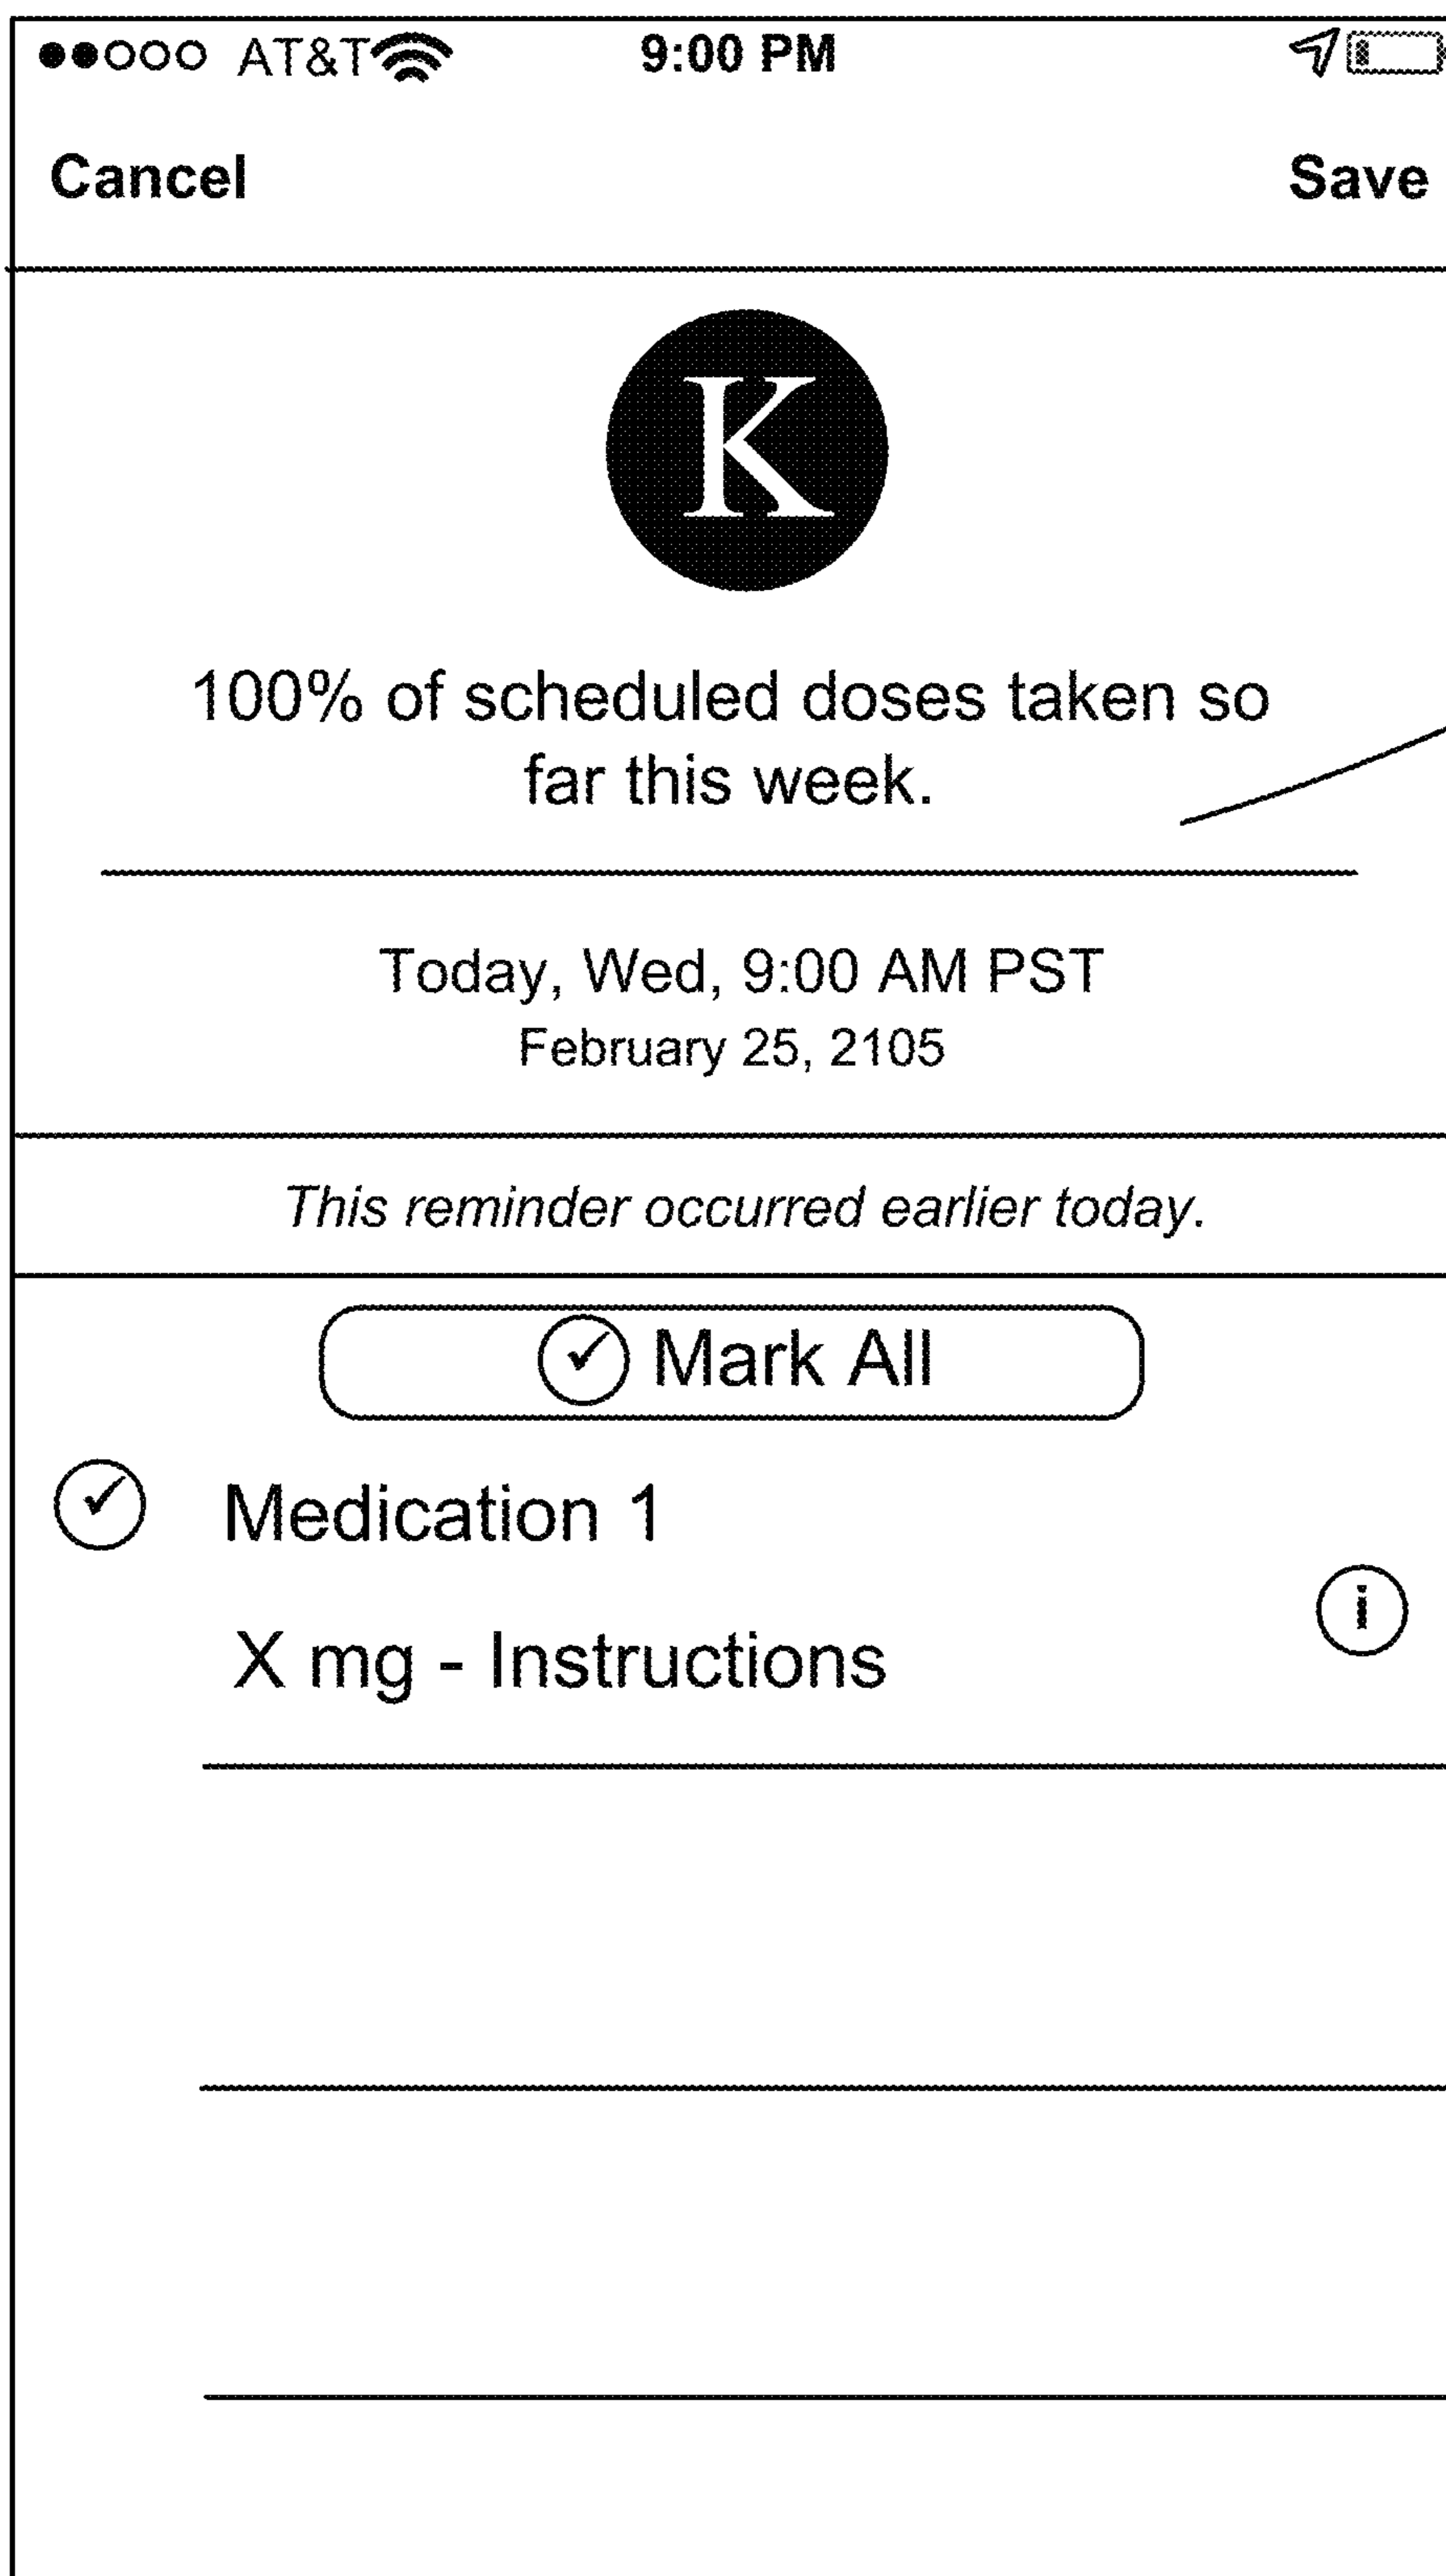 AT&T 9:00 PM
Cancel Save
K
100% of scheduled doses taken so
far this week.
Today, Wed, 9:00 AM PST
February 25, 2105
This reminder occurred earlier today.
Mark All
Medication 1
i
X mg - Instructions